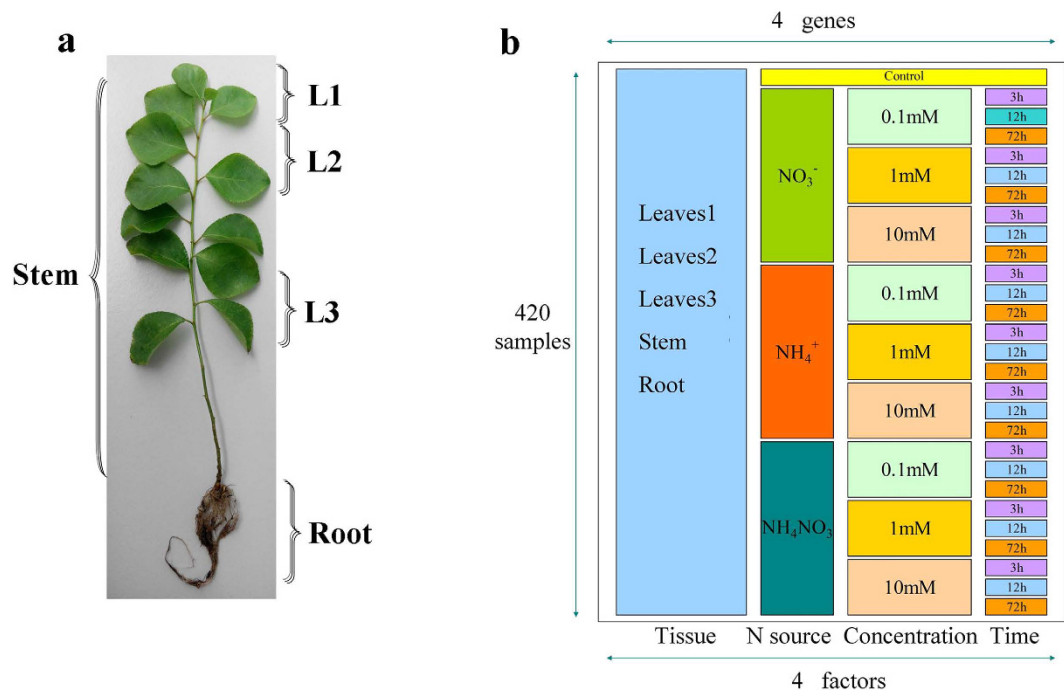 a
L1
L2
Stem
L3
Root
b
4 genes
420
samples
Control
Leaves1
Leaves2
Leaves3
Stem
Root
NO₃⁻
0.1mM
3h
12h
72h
1mM
3h
12h
72h
10mM
3h
12h
72h
NH₄⁺
0.1mM
3h
12h
72h
1mM
3h
12h
72h
10mM
3h
12h
72h
NH₄NO₃
0.1mM
3h
12h
72h
1mM
3h
12h
72h
10mM
3h
12h
72h
Tissue N source Concentration Time
4 factors